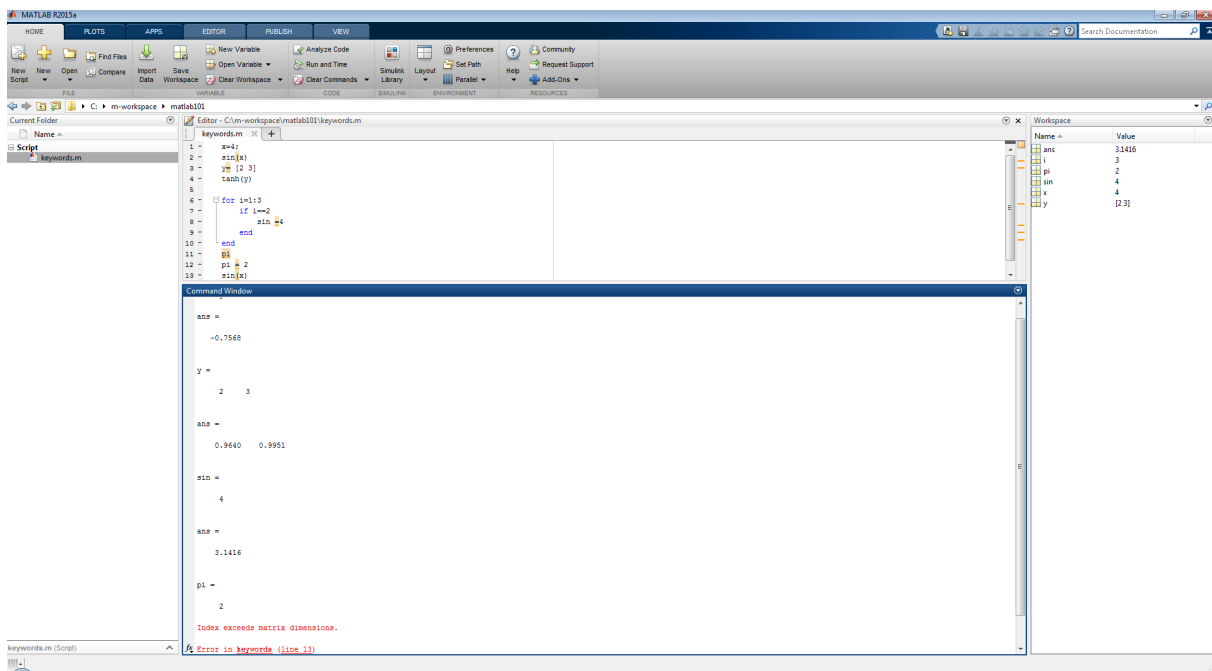 MATLAB R2015a
HOME PLOTS APPS EDITOR PUBLISH VIEW Search Documentation
New Script New Open Find Files Compare Import Data Save Workspace New Variable Open Variable Clear Workspace Analyze Code Run and Time Clear Commands Simulink Library Layout Preferences Set Path Parallel Help Community Request Support Add-Ons
FILE VARIABLE CODE SIMULINK ENVIRONMENT RESOURCES
C: m-workspace matlab101
Current Folder
Name
Script
keywords.m
keywords.m (Script)
Editor - C:\m-workspace\matlab101\keywords.m
keywords.m × +
1 - x=4;
2 - sin(x)
3 - y= [2 3]
4 - tanh(y)
5
6 - for i=1:3
7 - if i==2
8 - sin =4
9 - end
10 - end
11 - pi
12 - pi = 2
13 - sin(x)
Command Window
ans =
-0.7568
y =
2 3
ans =
0.9640 0.9951
sin =
4
ans =
3.1416
pi =
2
Index exceeds matrix dimensions.
fx Error in keywords (line 13)
Workspace
Name Value
ans 3.1416
i 3
pi 2
sin 4
x 4
y [2 3]